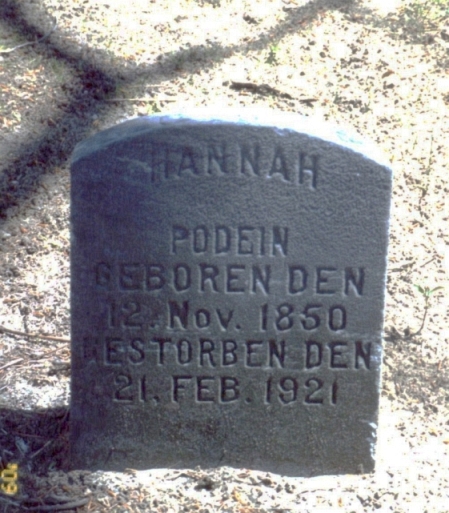 HANNAH
PODEIN
GEBOREN DEN
12. NOV. 1850
GESTORBEN DEN
21. FEB. 1921